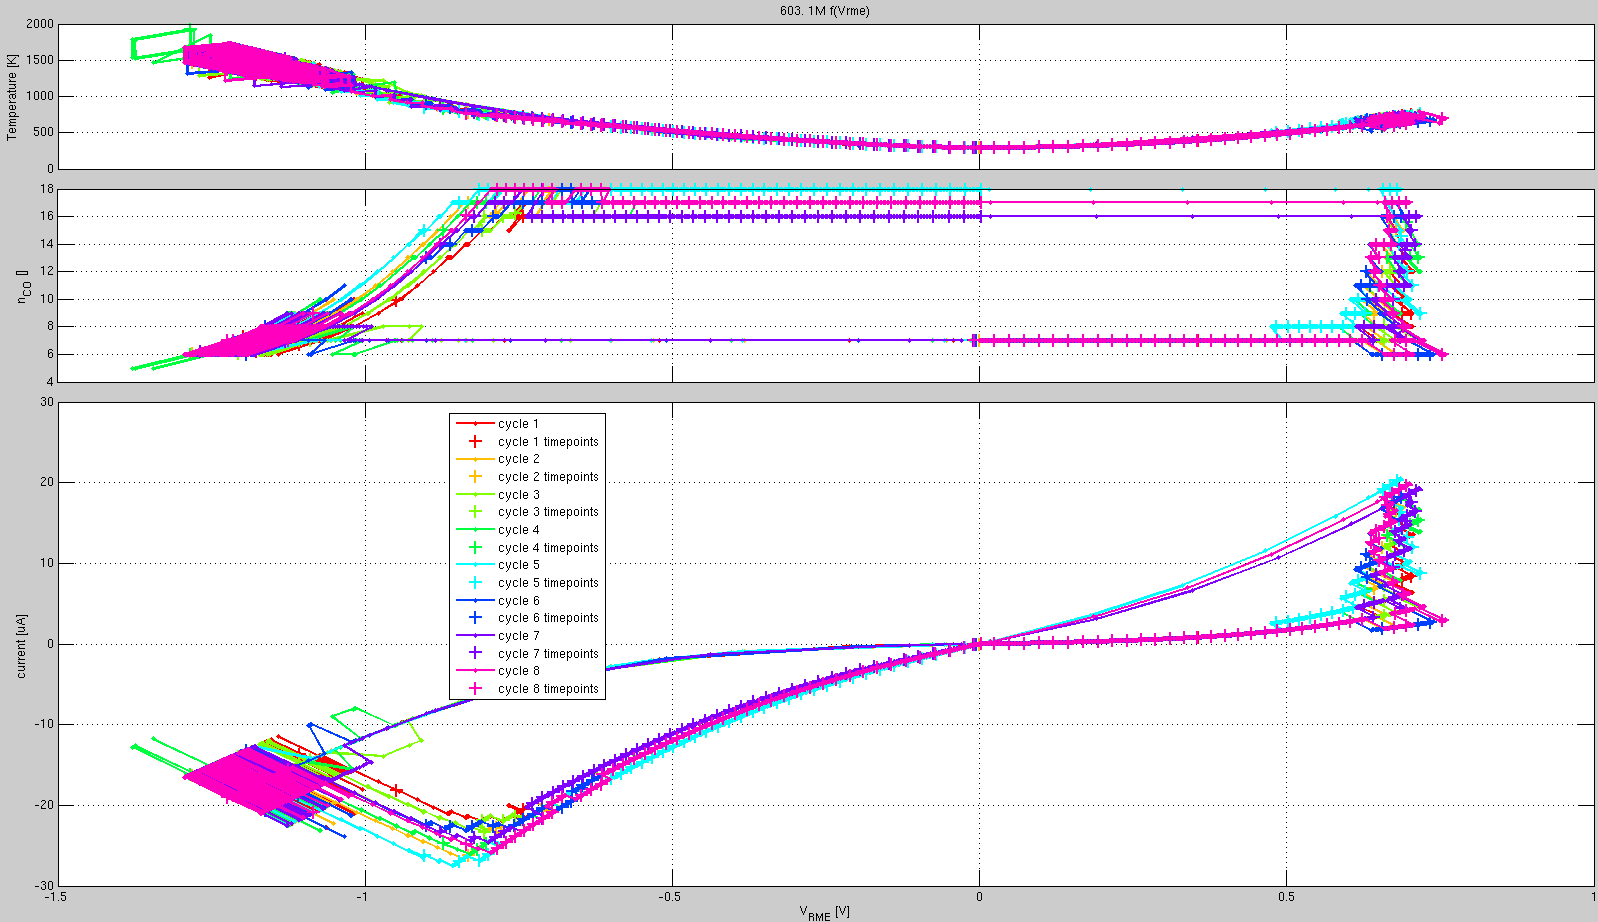 603. 1M f(Vrme)
2000
1500
1000
500
0
Temperature [K]
18
16
14
12
10
8
6
4
nCO []
30
20
10
0
-10
-20
-30
current [uA]
cycle 1
cycle 1 timepoints
cycle 2
cycle 2 timepoints
cycle 3
cycle 3 timepoints
cycle 4
cycle 4 timepoints
cycle 5
cycle 5 timepoints
cycle 6
cycle 6 timepoints
cycle 7
cycle 7 timepoints
cycle 8
cycle 8 timepoints
-1.5 -1 -0.5 0 0.5 1
VRME [V]